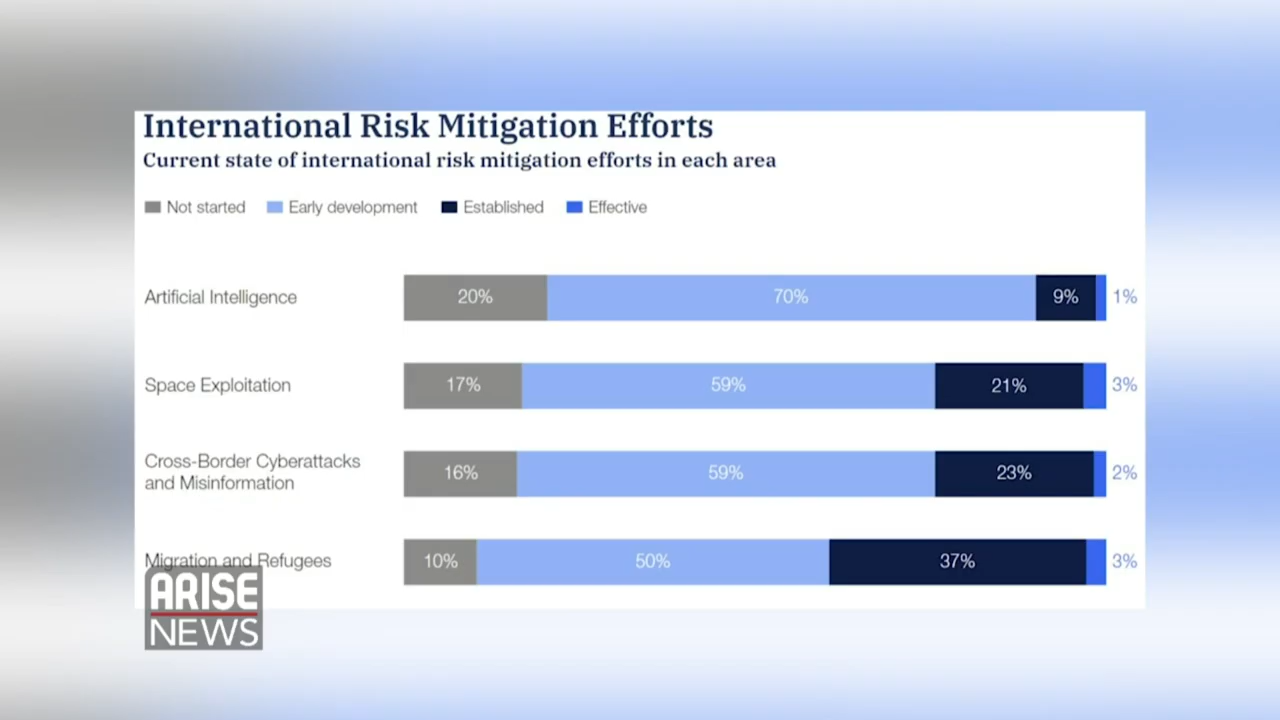 International Risk Mitigation Efforts
Current state of international risk mitigation efforts in each area
Not started Early development Established Effective
Artificial Intelligence 20% 70% 9% 1%
Space Exploitation 17% 59% 21% 3%
Cross-Border Cyberattacks
and Misinformation 16% 59% 23% 2%
Migration and Refugees 10% 50% 37% 3%
ARISE
NEWS